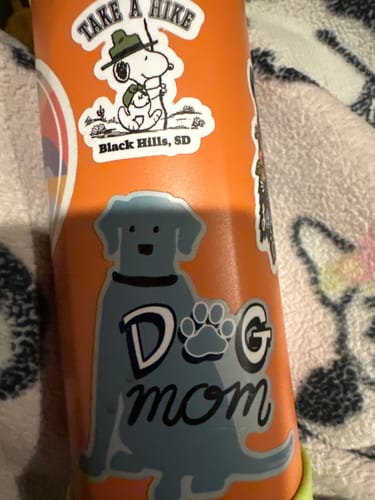 TAKE A HIKE
Black Hills, SD
DOG
mom